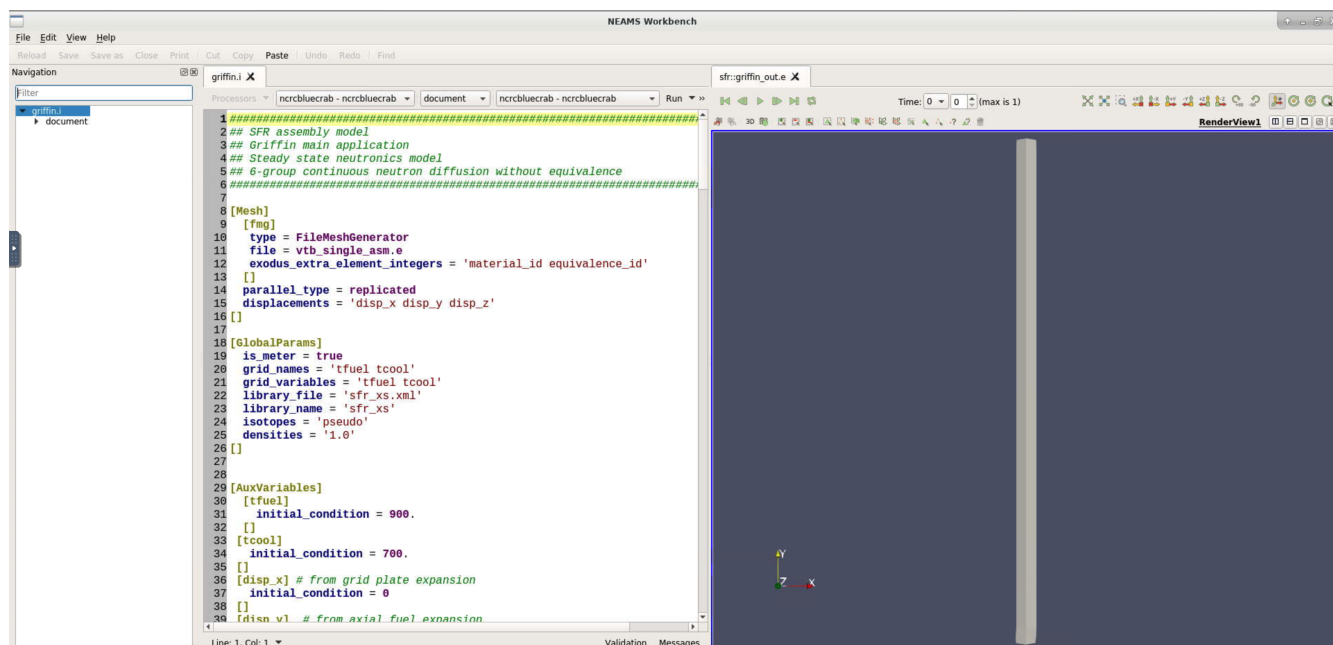 NEAMS Workbench
File Edit View Help
Reload Save Save as Close Print Cut Copy Paste Undo Redo Find
Navigation
griffin.i
sfr::griffin_out.e
Filter
Processors
ncrcbluecrab - ncrcbluecrab
document
ncrcbluecrab - ncrcbluecrab
Run
Time: 0 0 (max is 1)
3D
RenderView1
griffin.i
document
1 ########################################################################
2 ## SFR assembly model
3 ## Griffin main application
4 ## Steady state neutronics model
5 ## 6-group continuous neutron diffusion without equivalence
6 ########################################################################
7
8 [Mesh]
9 [fmg]
10 type = FileMeshGenerator
11 file = vtb_single_asm.e
12 exodus_extra_element_integers = 'material_id equivalence_id'
13 []
14 parallel_type = replicated
15 displacements = 'disp_x disp_y disp_z'
16 []
17
18 [GlobalParams]
19 is_meter = true
20 grid_names = 'tfuel tcool'
21 grid_variables = 'tfuel tcool'
22 library_file = 'sfr_xs.xml'
23 library_name = 'sfr_xs'
24 isotopes = 'pseudo'
25 densities = '1.0'
26 []
27
28
29 [AuxVariables]
30 [tfuel]
31 initial_condition = 900.
32 []
33 [tcool]
34 initial_condition = 700.
35 []
36 [disp_x] # from grid plate expansion
37 initial_condition = 0
38 []
39 [disp_y] # from axial fuel expansion
Line: 1, Col: 1
Validation Messages
Y
Z X